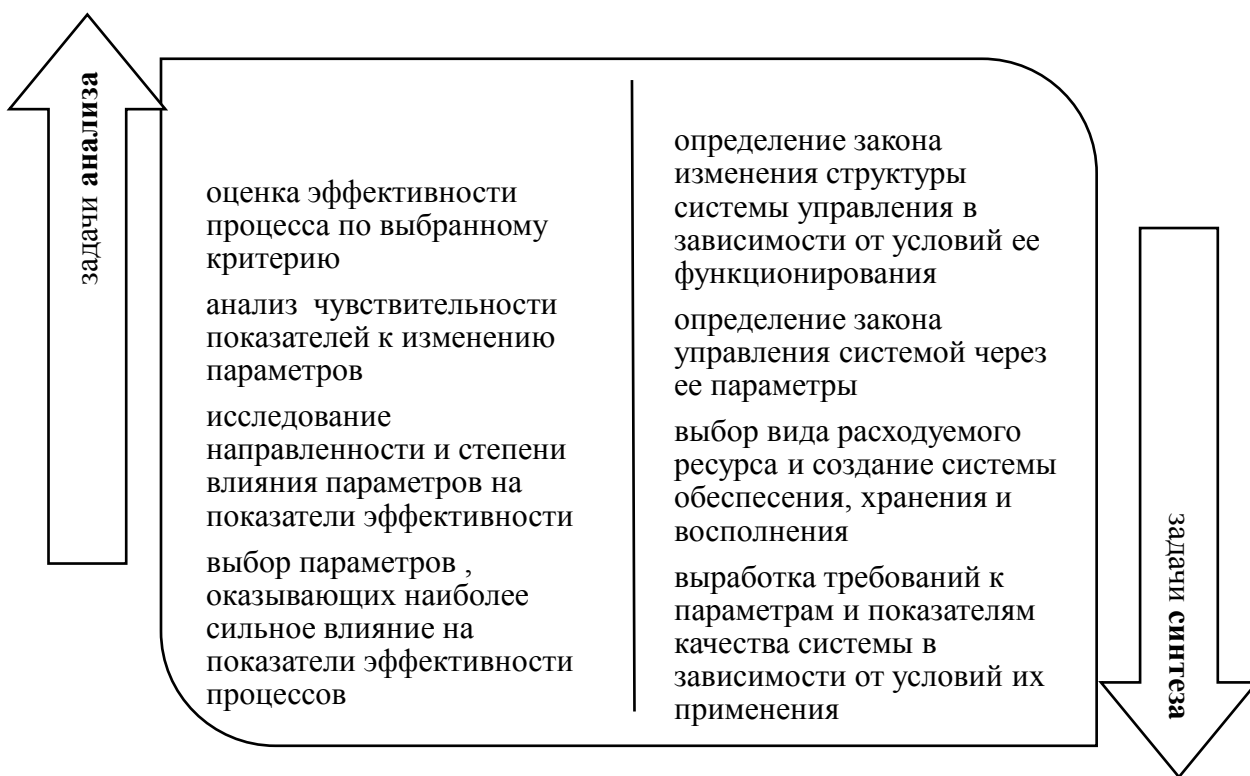 задачи анализа
оценка эффективности
процесса по выбранному
критерию
анализ чувствительности
показателей к изменению
параметров
исследование
направленности и степени
влияния параметров на
показатели эффективности
выбор параметров ,
оказывающих наиболее
сильное влияние на
показатели эффективности
процессов
определение закона
изменения структуры
системы управления в
зависимости от условий ее
функционирования
определение закона
управления системой через
ее параметры
выбор вида расходуемого
ресурса и создание системы
обеспесения, хранения и
восполнения
выработка требований к
параметрам и показателям
качества системы в
зависимости от условий их
применения
задачи синтеза